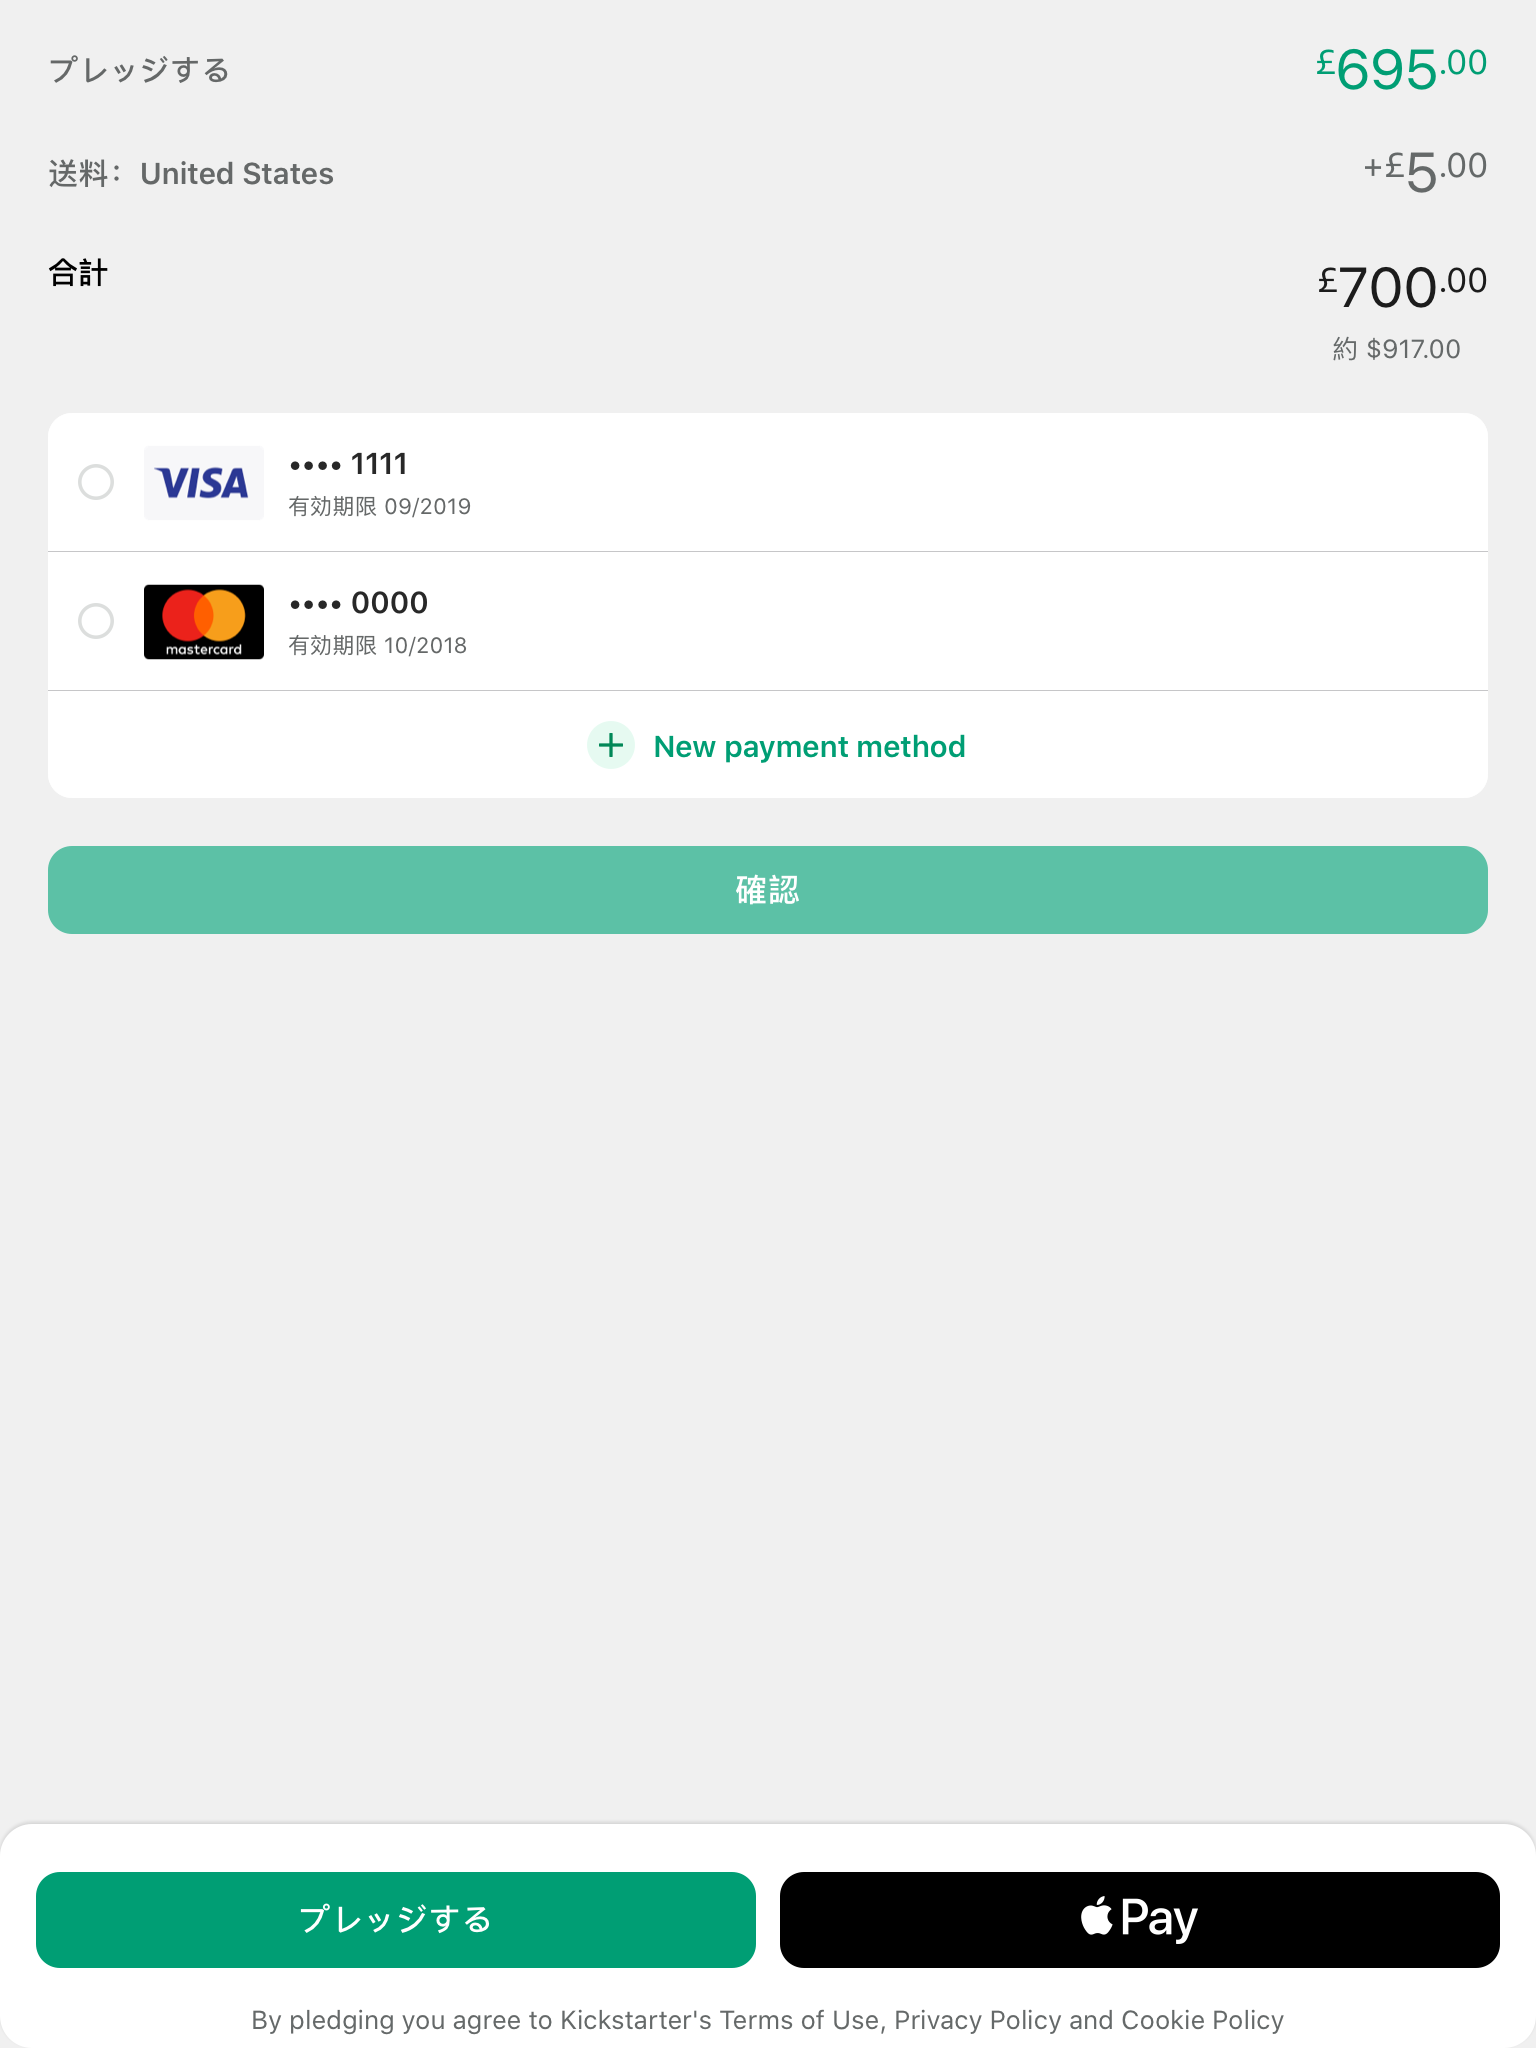 プレッジする £695.00
送料： United States +£5.00
合計 £700.00
約 $917.00
VISA •••• 1111
有効期限 09/2019
mastercard •••• 0000
有効期限 10/2018
+ New payment method
確認
プレッジする Pay
By pledging you agree to Kickstarter's Terms of Use, Privacy Policy and Cookie Policy